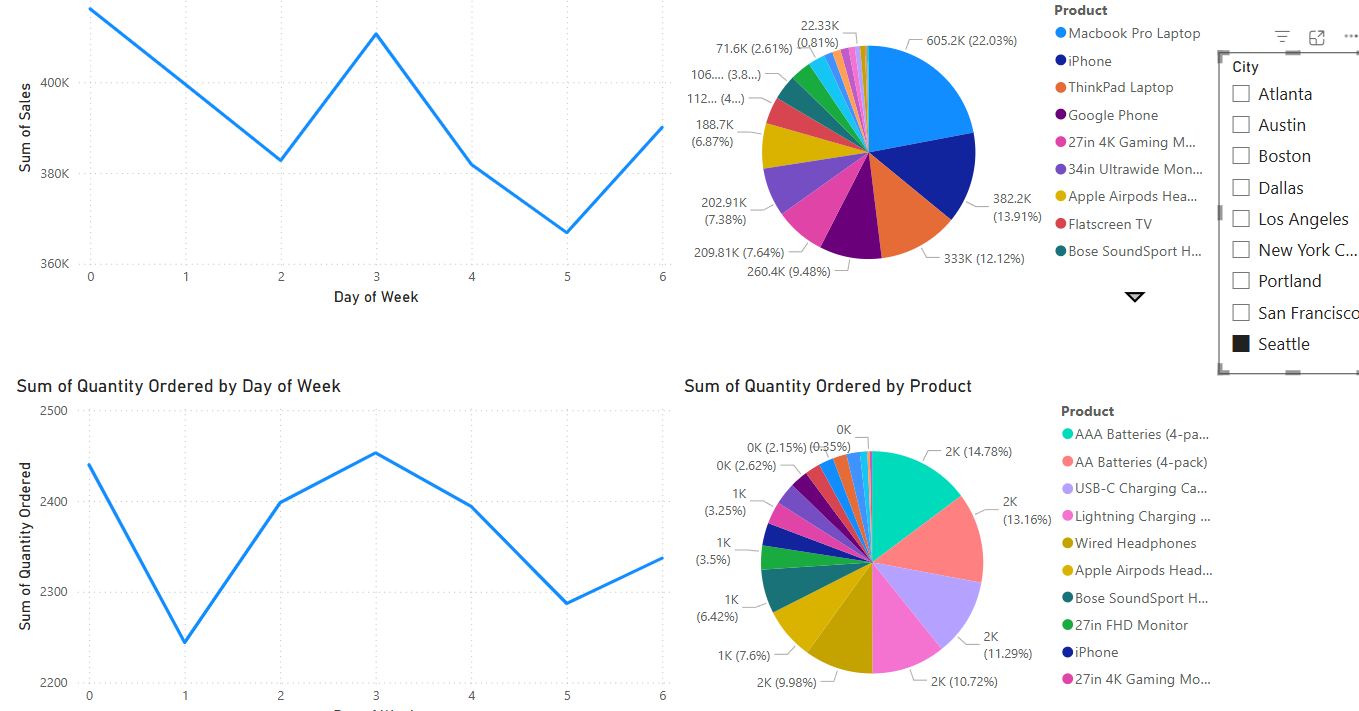 Sum of Sales
400K
380K
360K
0 1 2 3 4 5 6
Day of Week
22.33K
(0.81%)
71.6K (2.61%)
106.... (3.8...)
112... (4...)
188.7K
(6.87%)
202.91K
(7.38%)
209.81K (7.64%)
260.4K (9.48%)
605.2K (22.03%)
382.2K
(13.91%)
333K (12.12%)
Product
Macbook Pro Laptop
iPhone
ThinkPad Laptop
Google Phone
27in 4K Gaming M...
34in Ultrawide Mon...
Apple Airpods Hea...
Flatscreen TV
Bose SoundSport H...
City
Atlanta
Austin
Boston
Dallas
Los Angeles
New York C...
Portland
San Francisco
Seattle
Sum of Quantity Ordered by Day of Week
Sum of Quantity Ordered
2500
2400
2300
2200
0 1 2 3 4 5 6
Sum of Quantity Ordered by Product
0K
(0.35%)
0K (2.15%)
0K (2.62%)
1K
(3.25%)
1K
(3.5%)
1K
(6.42%)
1K (7.6%)
2K (9.98%)
2K (14.78%)
2K
(13.16%)
2K
(11.29%)
2K (10.72%)
Product
AAA Batteries (4-pa...
AA Batteries (4-pack)
USB-C Charging Ca...
Lightning Charging ...
Wired Headphones
Apple Airpods Head...
Bose SoundSport H...
27in FHD Monitor
iPhone
27in 4K Gaming Mo...